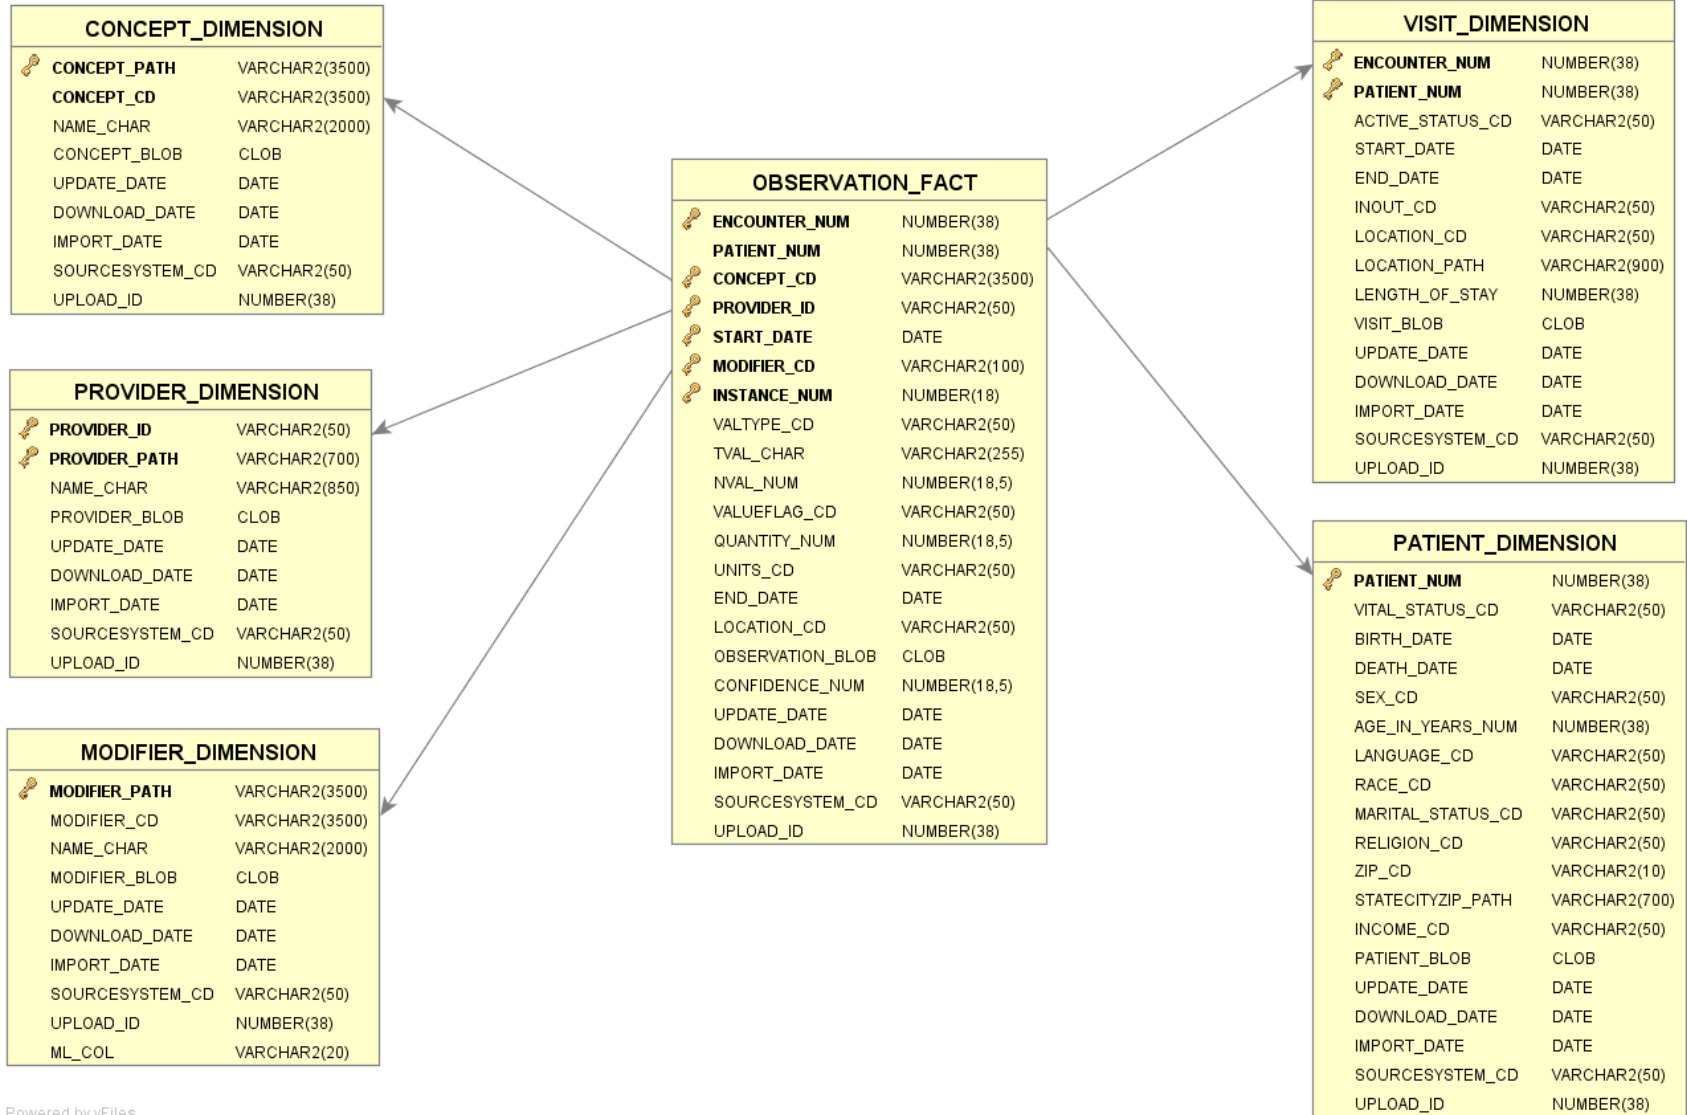 CONCEPT_DIMENSION
CONCEPT_PATH VARCHAR2(3500)
CONCEPT_CD VARCHAR2(3500)
NAME_CHAR VARCHAR2(2000)
CONCEPT_BLOB CLOB
UPDATE_DATE DATE
DOWNLOAD_DATE DATE
IMPORT_DATE DATE
SOURCESYSTEM_CD VARCHAR2(50)
UPLOAD_ID NUMBER(38)
PROVIDER_DIMENSION
PROVIDER_ID VARCHAR2(50)
PROVIDER_PATH VARCHAR2(700)
NAME_CHAR VARCHAR2(850)
PROVIDER_BLOB CLOB
UPDATE_DATE DATE
DOWNLOAD_DATE DATE
IMPORT_DATE DATE
SOURCESYSTEM_CD VARCHAR2(50)
UPLOAD_ID NUMBER(38)
MODIFIER_DIMENSION
MODIFIER_PATH VARCHAR2(3500)
MODIFIER_CD VARCHAR2(3500)
NAME_CHAR VARCHAR2(2000)
MODIFIER_BLOB CLOB
UPDATE_DATE DATE
DOWNLOAD_DATE DATE
IMPORT_DATE DATE
SOURCESYSTEM_CD VARCHAR2(50)
UPLOAD_ID NUMBER(38)
ML_COL VARCHAR2(20)
OBSERVATION_FACT
ENCOUNTER_NUM NUMBER(38)
PATIENT_NUM NUMBER(38)
CONCEPT_CD VARCHAR2(3500)
PROVIDER_ID VARCHAR2(50)
START_DATE DATE
MODIFIER_CD VARCHAR2(100)
INSTANCE_NUM NUMBER(18)
VALTYPE_CD VARCHAR2(50)
TVAL_CHAR VARCHAR2(255)
NVAL_NUM NUMBER(18,5)
VALUEFLAG_CD VARCHAR2(50)
QUANTITY_NUM NUMBER(18,5)
UNITS_CD VARCHAR2(50)
END_DATE DATE
LOCATION_CD VARCHAR2(50)
OBSERVATION_BLOB CLOB
CONFIDENCE_NUM NUMBER(18,5)
UPDATE_DATE DATE
DOWNLOAD_DATE DATE
IMPORT_DATE DATE
SOURCESYSTEM_CD VARCHAR2(50)
UPLOAD_ID NUMBER(38)
VISIT_DIMENSION
ENCOUNTER_NUM NUMBER(38)
PATIENT_NUM NUMBER(38)
ACTIVE_STATUS_CD VARCHAR2(50)
START_DATE DATE
END_DATE DATE
INOUT_CD VARCHAR2(50)
LOCATION_CD VARCHAR2(50)
LOCATION_PATH VARCHAR2(900)
LENGTH_OF_STAY NUMBER(38)
VISIT_BLOB CLOB
UPDATE_DATE DATE
DOWNLOAD_DATE DATE
IMPORT_DATE DATE
SOURCESYSTEM_CD VARCHAR2(50)
UPLOAD_ID NUMBER(38)
PATIENT_DIMENSION
PATIENT_NUM NUMBER(38)
VITAL_STATUS_CD VARCHAR2(50)
BIRTH_DATE DATE
DEATH_DATE DATE
SEX_CD VARCHAR2(50)
AGE_IN_YEARS_NUM NUMBER(38)
LANGUAGE_CD VARCHAR2(50)
RACE_CD VARCHAR2(50)
MARITAL_STATUS_CD VARCHAR2(50)
RELIGION_CD VARCHAR2(50)
ZIP_CD VARCHAR2(10)
STATECITYZIP_PATH VARCHAR2(700)
INCOME_CD VARCHAR2(50)
PATIENT_BLOB CLOB
UPDATE_DATE DATE
DOWNLOAD_DATE DATE
IMPORT_DATE DATE
SOURCESYSTEM_CD VARCHAR2(50)
UPLOAD_ID NUMBER(38)
Powered by yFiles